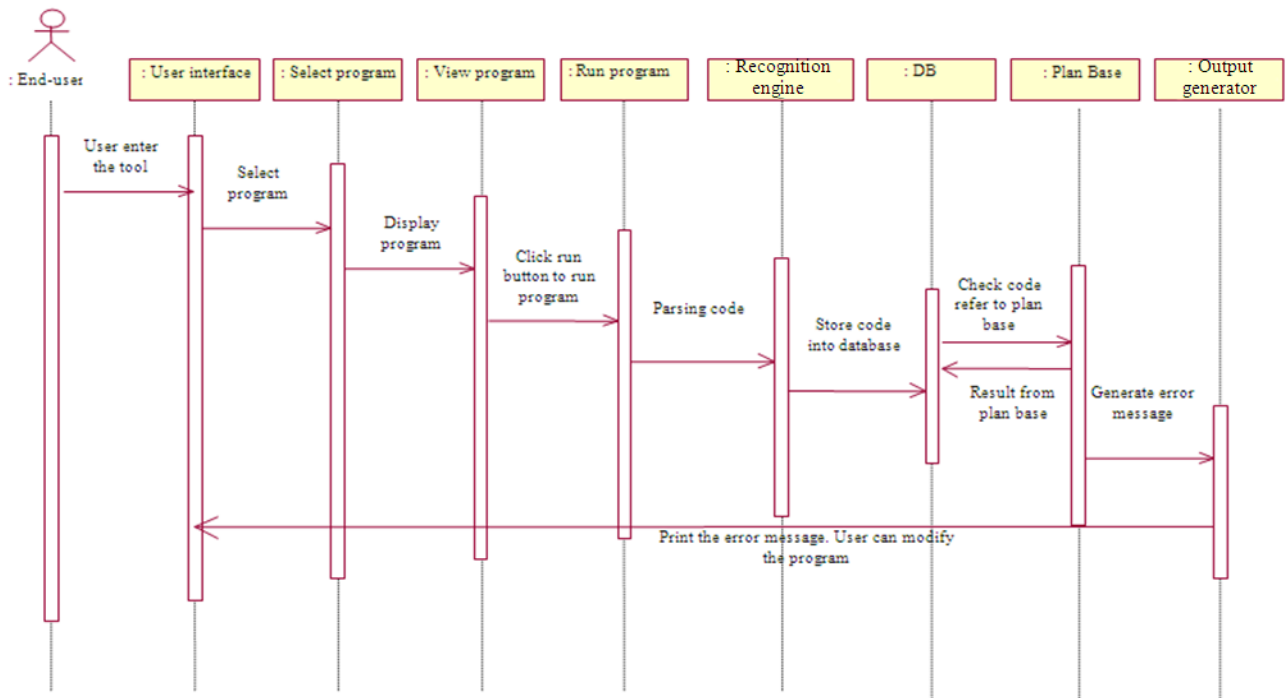 : End-user
: User interface
: Select program
: View program
: Run program
: Recognition
engine
: DB
: Plan Base
: Output
generator
User enter
the tool
Select
program
Display
program
Click run
button to run
program
Parsing code
Store code
into database
Check code
refer to plan
base
Result from
plan base
Generate error
message
Print the error message. User can modify
the program